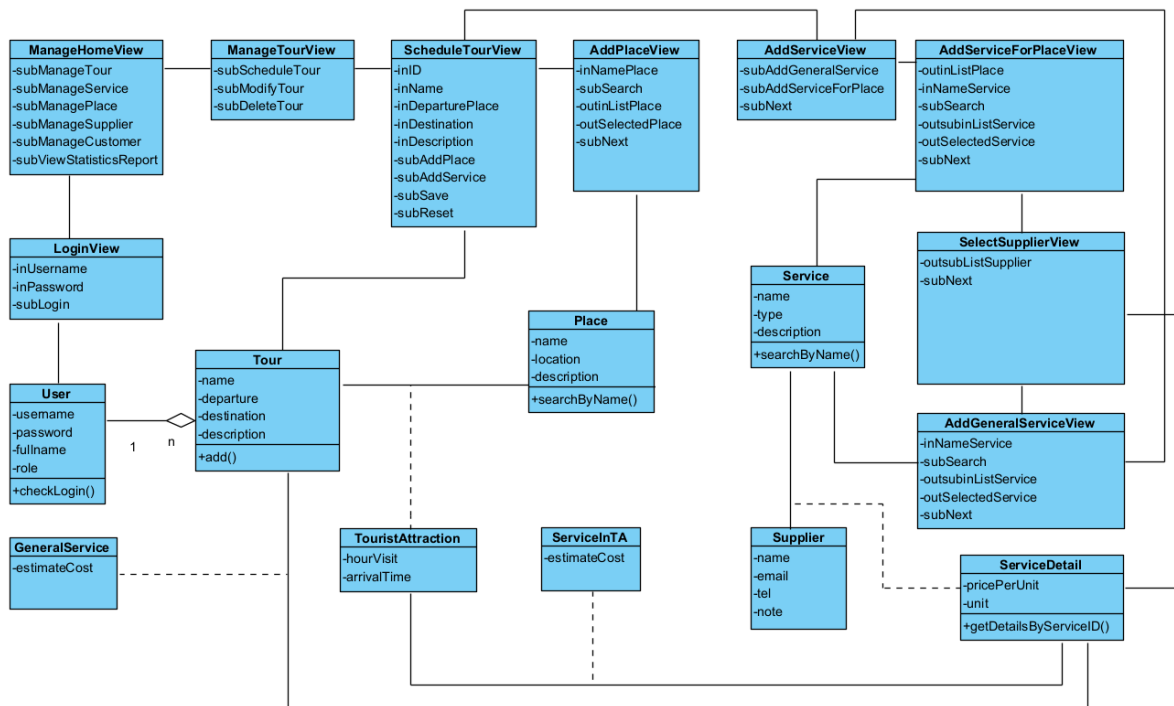 ManageHomeView
-subManageTour
-subManageService
-subManagePlace
-subManageSupplier
-subManageCustomer
-subViewStatisticsReport
ManageTourView
-subScheduleTour
-subModifyTour
-subDeleteTour
ScheduleTourView
-inID
-inName
-inDeparturePlace
-inDestination
-inDescription
-subAddPlace
-subAddService
-subSave
-subReset
AddPlaceView
-inNamePlace
-subSearch
-outinListPlace
-outSelectedPlace
-subNext
AddServiceView
-subAddGeneralService
-subAddServiceForPlace
-subNext
AddServiceForPlaceView
-outinListPlace
-inNameService
-subSearch
-outsubinListService
-outSelectedService
-subNext
LoginView
-inUsername
-inPassword
-subLogin
SelectSupplierView
-outsubListSupplier
-subNext
Service
-name
-type
-description
+searchByName()
Place
-name
-location
-description
+searchByName()
Tour
-name
-departure
-destination
-description
+add()
User
-username
-password
-fullname
-role
+checkLogin()
1
n
AddGeneralServiceView
-inNameService
-subSearch
-outsubinListService
-outSelectedService
-subNext
GeneralService
-estimateCost
TouristAttraction
-hourVisit
-arrivalTime
ServiceInTA
-estimateCost
Supplier
-name
-email
-tel
-note
ServiceDetail
-pricePerUnit
-unit
+getDetailsByServiceID()